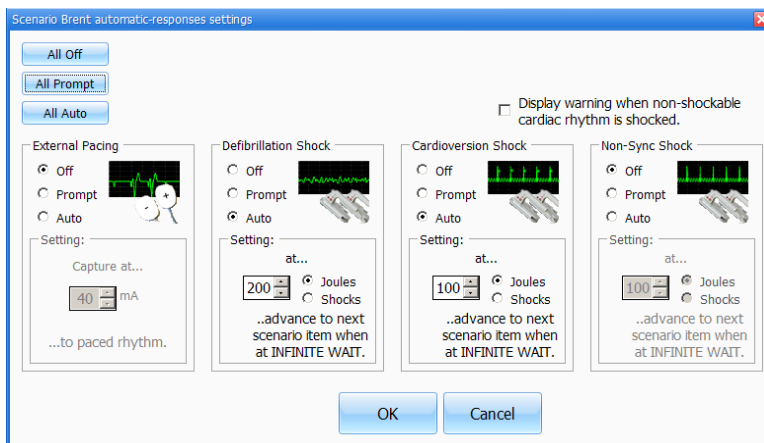 Scenario Brent automatic-responses settings
All Off
All Prompt
All Auto
Display warning when non-shockable
cardiac rhythm is shocked.
External Pacing
Off
Prompt
Auto
Setting:
Capture at...
40 mA
...to paced rhythm.
Defibrillation Shock
Off
Prompt
Auto
Setting:
at...
200 Joules
Shocks
..advance to next
scenario item when
at INFINITE WAIT.
Cardioversion Shock
Off
Prompt
Auto
Setting:
at...
100 Joules
Shocks
..advance to next
scenario item when
at INFINITE WAIT.
Non-Sync Shock
Off
Prompt
Auto
Setting:
at...
100 Joules
Shocks
..advance to next
scenario item when
at INFINITE WAIT.
OK
Cancel